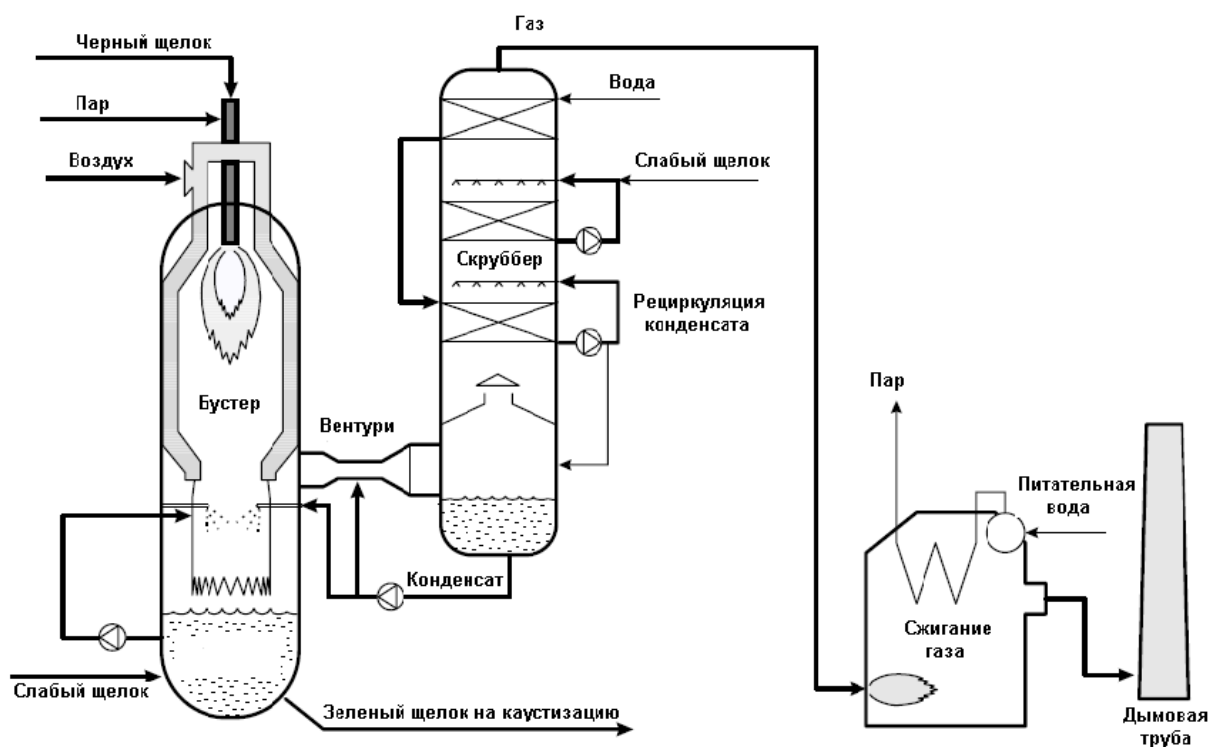 Черный щелок
Пар
Воздух
Бустер
Слабый щелок
Зеленый щелок на каустизацию
Вентури
Конденсат
Газ
Вода
Слабый щелок
Скруббер
Рециркуляция
конденсата
Пар
Питательная
вода
Сжигание
газа
Дымовая
труба